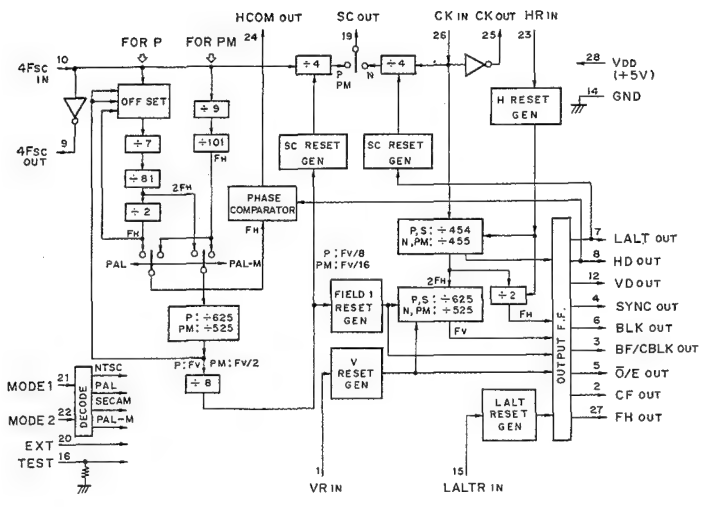 HCOM OUT
SC OUT
CK IN
CK OUT
HR IN
24
19
26
25
23
FOR P
FOR PM
10
4FSC IN
÷4
P
PM
N
÷4
28
VDD (+5V)
14
GND
OFFSET
÷9
H RESET GEN
9
4FSC OUT
÷7
÷101
FH
SC RESET GEN
SC RESET GEN
÷81
2FH
÷2
FH
PHASE COMPARATOR
FH
P,S: ÷454
N,PM: ÷455
7
LALT OUT
8
HD OUT
PAL
PAL-M
P: FV/8
PM: FV/16
2FH
12
VD OUT
FIELD 1 RESET GEN
P,S: ÷625
N,PM: ÷525
÷2
FH
FV
4
SYNC OUT
P: ÷625
PM: ÷525
6
BLK OUT
OUTPUT F.F.
3
BF/CBLK OUT
P:FV
PM:FV/2
V RESET GEN
5
O/E OUT
NTSC
÷8
2
CF OUT
MODE1
21
PAL
DECODE
SECAM
LALT RESET GEN
27
FH OUT
MODE2
22
PAL-M
EXT
20
TEST
16
1
VR IN
15
LALTR IN